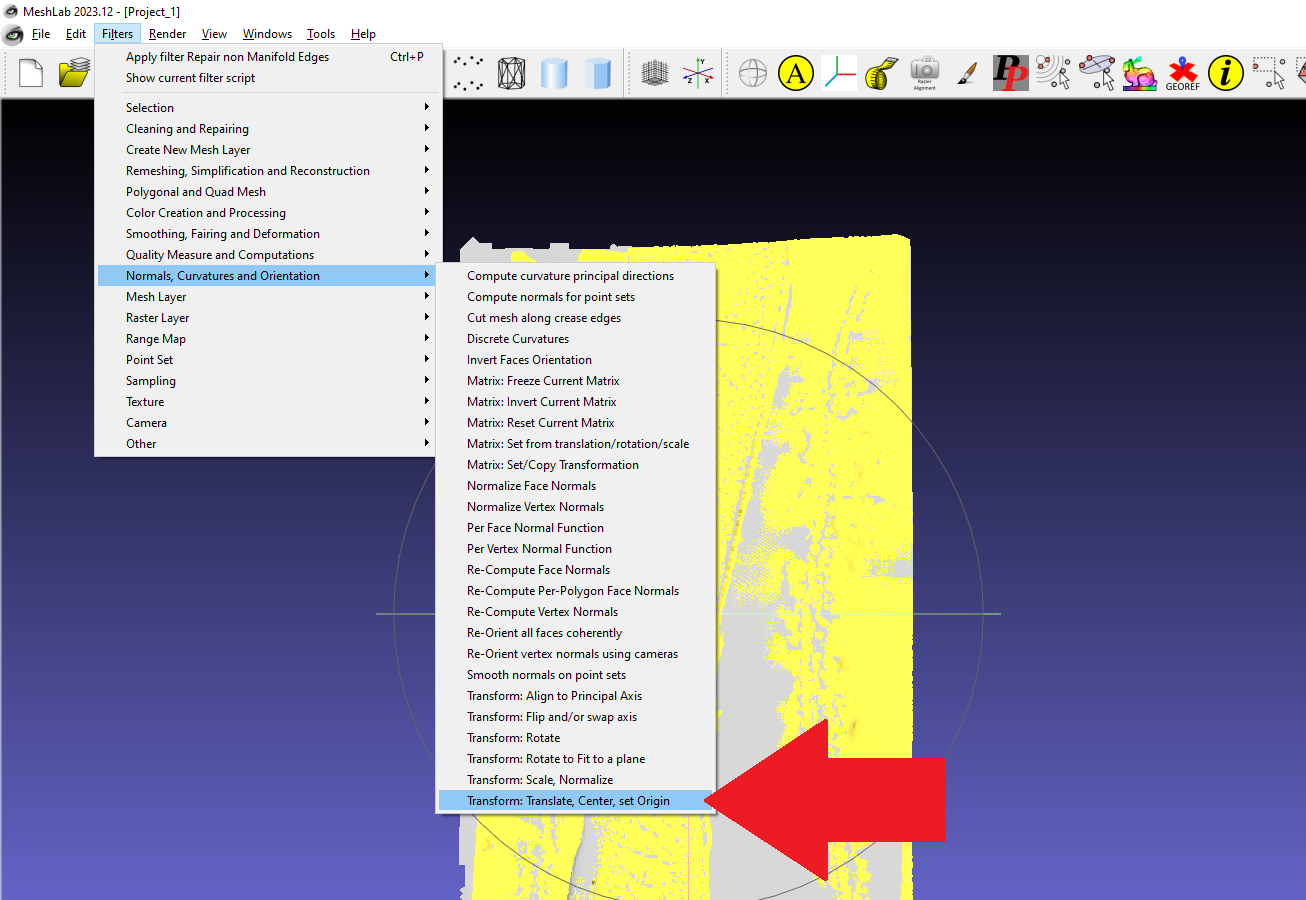 MeshLab 2023.12 - [Project_1]
File Edit Filters Render View Windows Tools Help
Apply filter Repair non Manifold Edges Ctrl+P
Show current filter script
Selection
Cleaning and Repairing
Create New Mesh Layer
Remeshing, Simplification and Reconstruction
Polygonal and Quad Mesh
Color Creation and Processing
Smoothing, Fairing and Deformation
Quality Measure and Computations
Normals, Curvatures and Orientation
Mesh Layer
Raster Layer
Range Map
Point Set
Sampling
Texture
Camera
Other
Compute curvature principal directions
Compute normals for point sets
Cut mesh along crease edges
Discrete Curvatures
Invert Faces Orientation
Matrix: Freeze Current Matrix
Matrix: Invert Current Matrix
Matrix: Reset Current Matrix
Matrix: Set from translation/rotation/scale
Matrix: Set/Copy Transformation
Normalize Face Normals
Normalize Vertex Normals
Per Face Normal Function
Per Vertex Normal Function
Re-Compute Face Normals
Re-Compute Per-Polygon Face Normals
Re-Compute Vertex Normals
Re-Orient all faces coherently
Re-Orient vertex normals using cameras
Smooth normals on point sets
Transform: Align to Principal Axis
Transform: Flip and/or swap axis
Transform: Rotate
Transform: Rotate to Fit to a plane
Transform: Scale, Normalize
Transform: Translate, Center, set Origin
Y
Z X
A
Raster
Alignment
PP
GEOREF
i